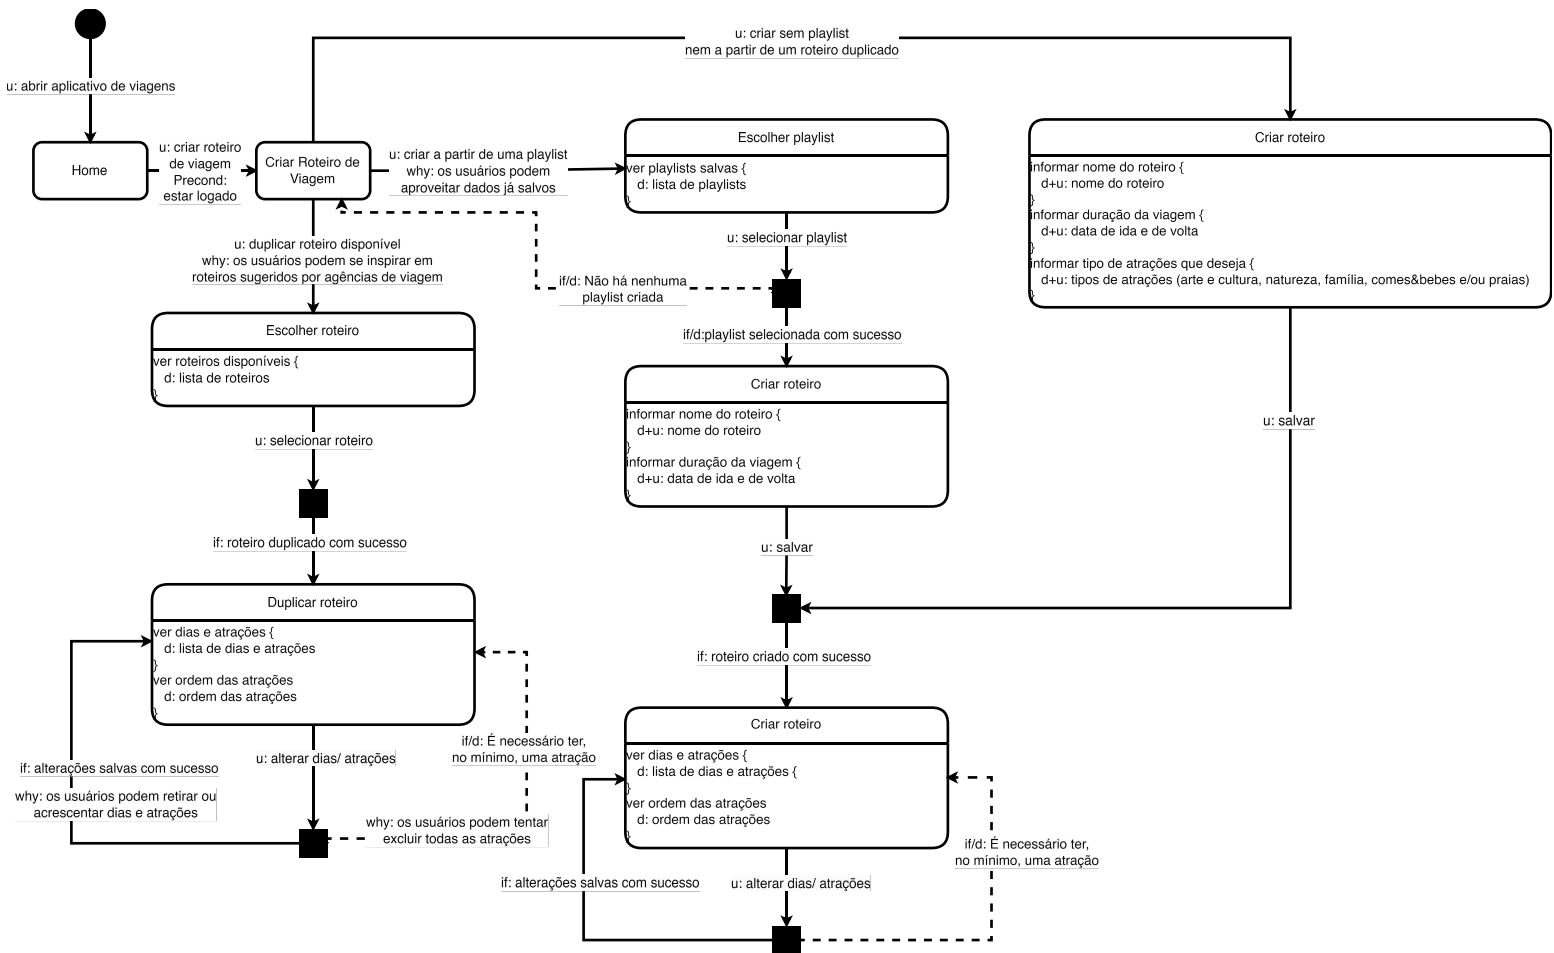 u: abrir aplicativo de viagens
Home
u: criar roteiro
de viagem
Precond:
estar logado
Criar Roteiro de
Viagem
u: criar sem playlist
nem a partir de um roteiro duplicado
u: criar a partir de uma playlist
why: os usuários podem
aproveitar dados já salvos
Escolher playlist
ver playlists salvas {
d: lista de playlists
}
Criar roteiro
informar nome do roteiro {
d+u: nome do roteiro
}
informar duração da viagem {
d+u: data de ida e de volta
}
informar tipo de atrações que deseja {
d+u: tipos de atrações (arte e cultura, natureza, família, comes&bebes e/ou praias)
}
u: duplicar roteiro disponível
why: os usuários podem se inspirar em
roteiros sugeridos por agências de viagem
u: selecionar playlist
if/d: Não há nenhuma
playlist criada
if/d:playlist selecionada com sucesso
Escolher roteiro
ver roteiros disponíveis {
d: lista de roteiros
}
u: selecionar roteiro
Criar roteiro
informar nome do roteiro {
d+u: nome do roteiro
}
informar duração da viagem {
d+u: data de ida e de volta
}
u: salvar
u: salvar
if: roteiro duplicado com sucesso
Duplicar roteiro
ver dias e atrações {
d: lista de dias e atrações
}
ver ordem das atrações
d: ordem das atrações
}
if: roteiro criado com sucesso
Criar roteiro
ver dias e atrações {
d: lista de dias e atrações {
}
ver ordem das atrações
d: ordem das atrações
}
u: alterar dias/ atrações
if/d: É necessário ter,
no mínimo, uma atração
if: alterações salvas com sucesso
why: os usuários podem retirar ou
acrescentar dias e atrações
why: os usuários podem tentar
excluir todas as atrações
if: alterações salvas com sucesso
u: alterar dias/ atrações
if/d: É necessário ter,
no mínimo, uma atração